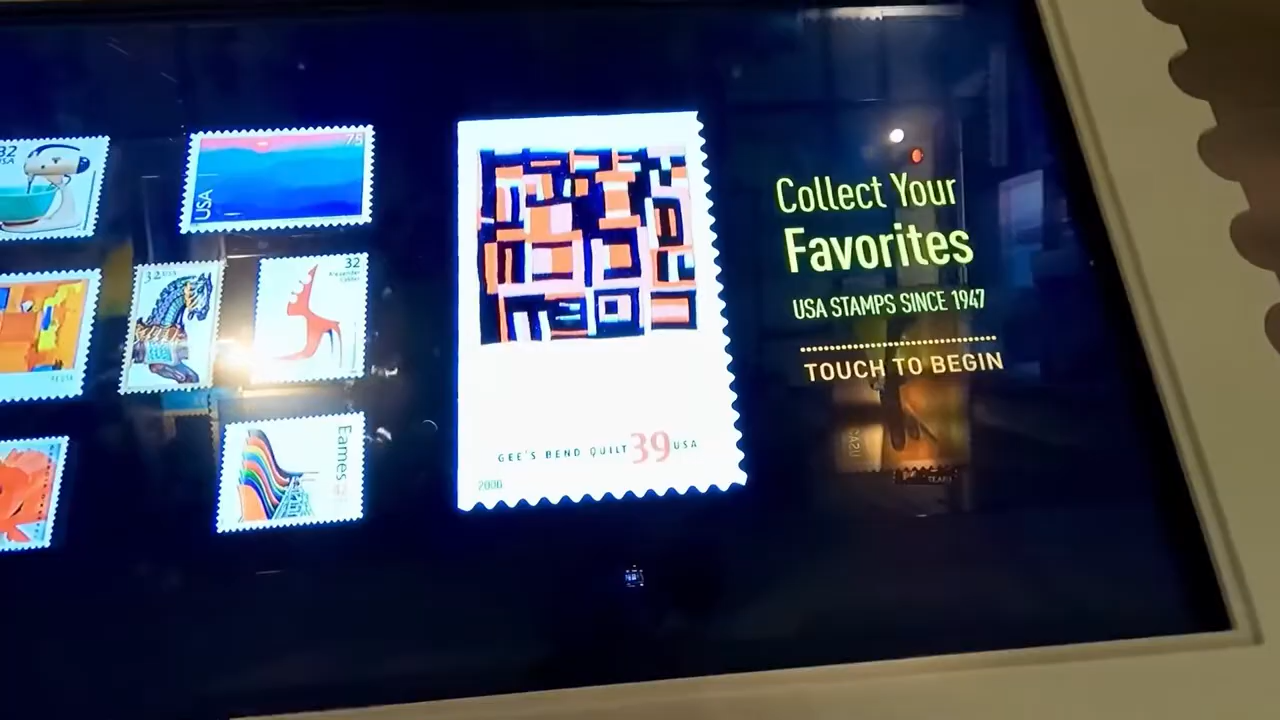 32
USA
75
USA
32 USA
32
Alexander
Calder
FESTA
Eames
GEE'S BEND QUILT 39 USA
2006
Collect Your
Favorites
USA STAMPS SINCE 1947
TOUCH TO BEGIN